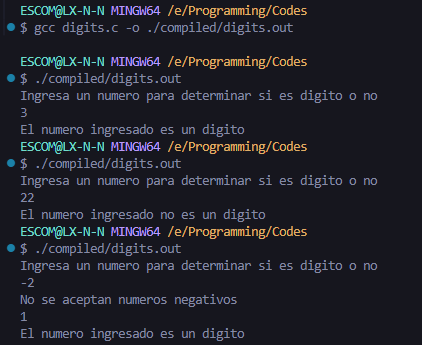 ESCOM@LX-N-N MINGW64 /e/Programming/Codes
$ gcc digits.c -o ./compiled/digits.out
ESCOM@LX-N-N MINGW64 /e/Programming/Codes
$ ./compiled/digits.out
Ingresa un numero para determinar si es digito o no
3
El numero ingresado es un digito
ESCOM@LX-N-N MINGW64 /e/Programming/Codes
$ ./compiled/digits.out
Ingresa un numero para determinar si es digito o no
22
El numero ingresado no es un digito
ESCOM@LX-N-N MINGW64 /e/Programming/Codes
$ ./compiled/digits.out
Ingresa un numero para determinar si es digito o no
-2
No se aceptan numeros negativos
1
El numero ingresado es un digito